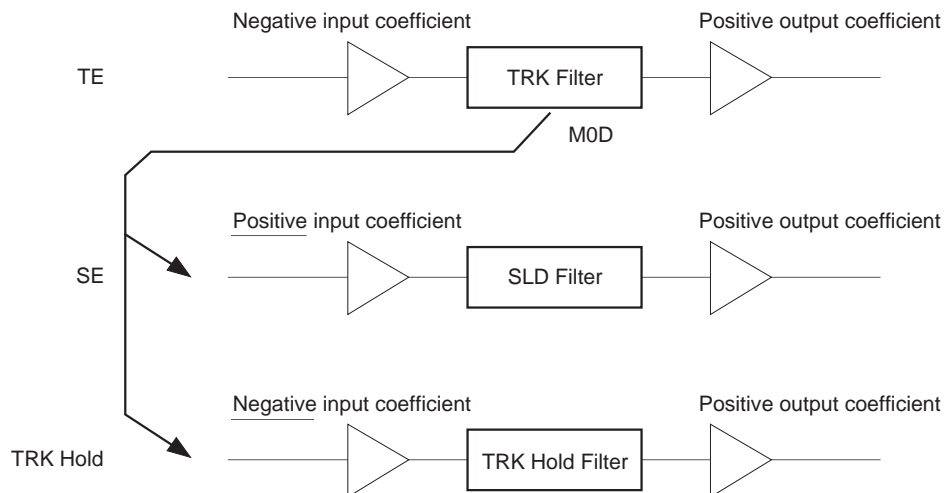 Negative input coefficient
Positive output coefficient
TE
TRK Filter
M0D
Positive input coefficient
Positive output coefficient
SE
SLD Filter
Negative input coefficient
Positive output coefficient
TRK Hold
TRK Hold Filter